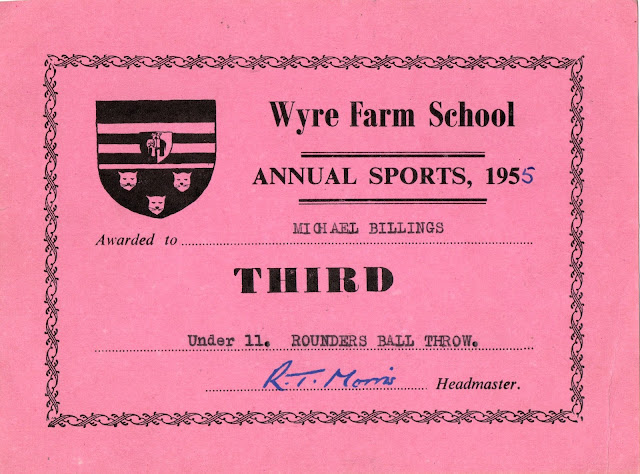 Wyre Farm School
ANNUAL SPORTS, 1955
MICHAEL BILLINGS
Awarded to
THIRD
Under 11. ROUNDERS BALL THROW.
R.T. Morris Headmaster.